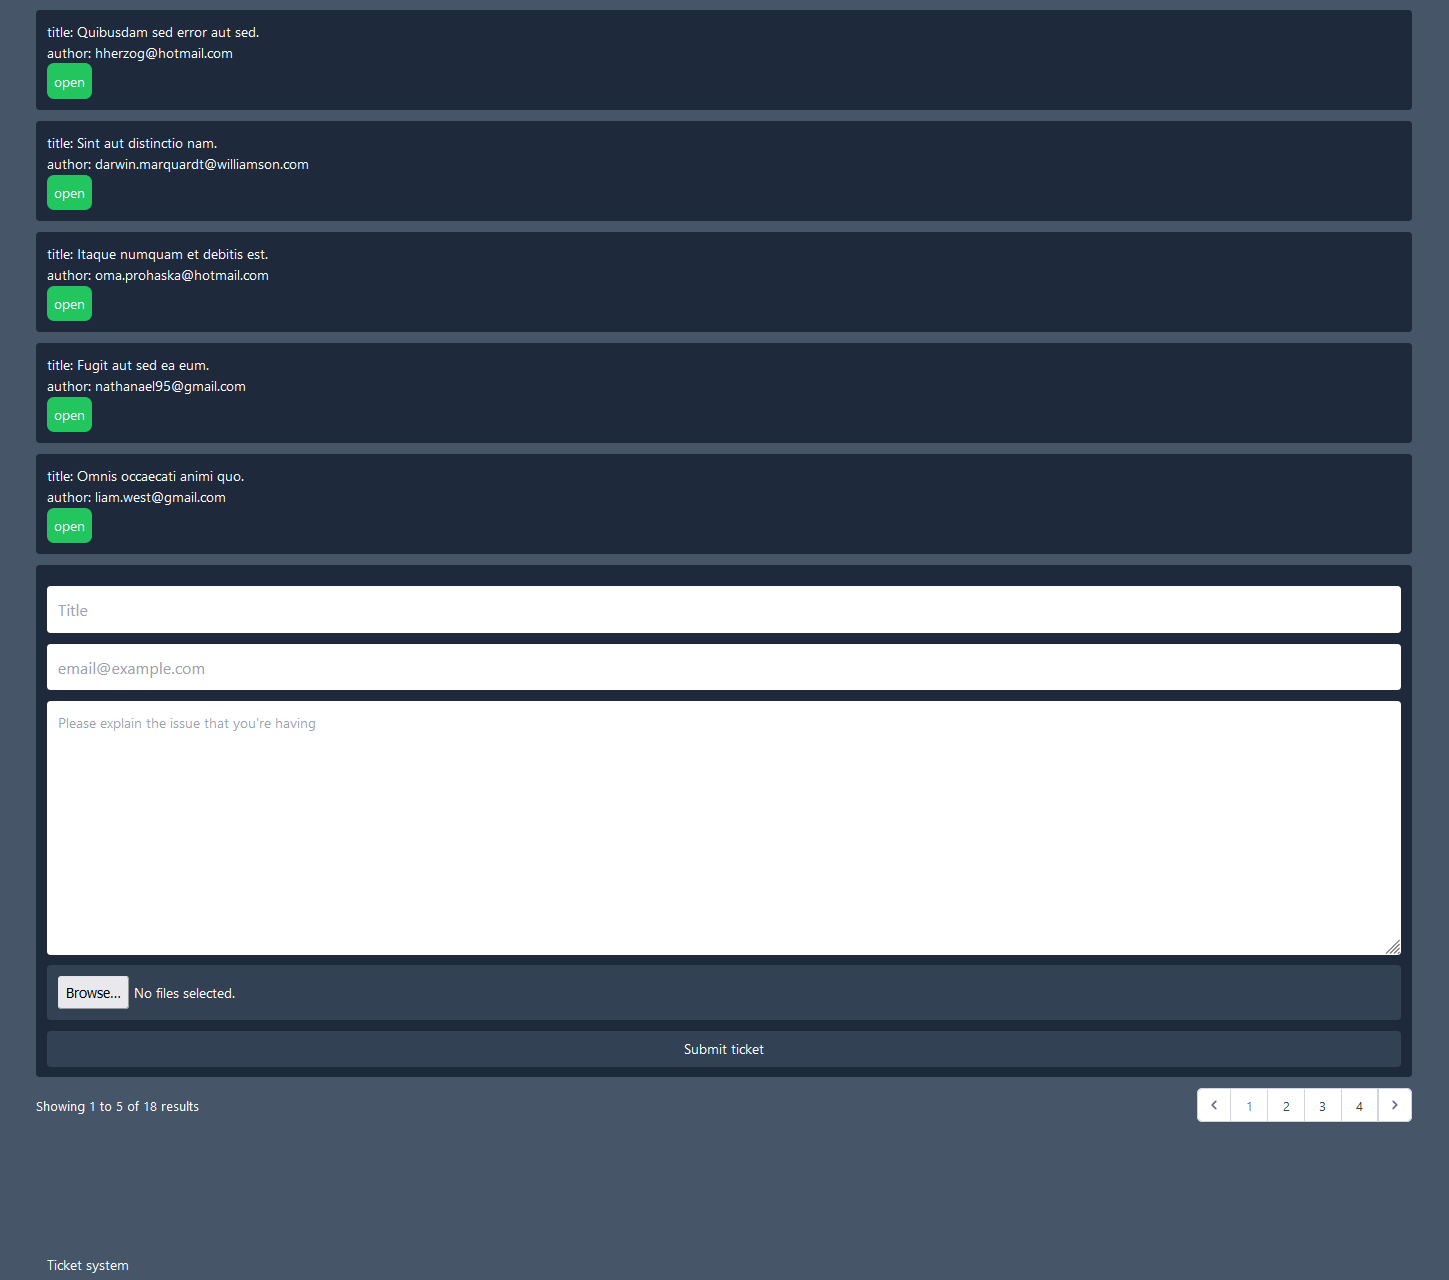 title: Quibusdam sed error aut sed.
author: hherzog@hotmail.com
open
title: Sint aut distinctio nam.
author: darwin.marquardt@williamson.com
open
title: Itaque numquam et debitis est.
author: oma.prohaska@hotmail.com
open
title: Fugit aut sed ea eum.
author: nathanael95@gmail.com
open
title: Omnis occaecati animi quo.
author: liam.west@gmail.com
open
Title
email@example.com
Please explain the issue that you're having
Browse... No files selected.
Submit ticket
Showing 1 to 5 of 18 results 1 2 3 4
Ticket system